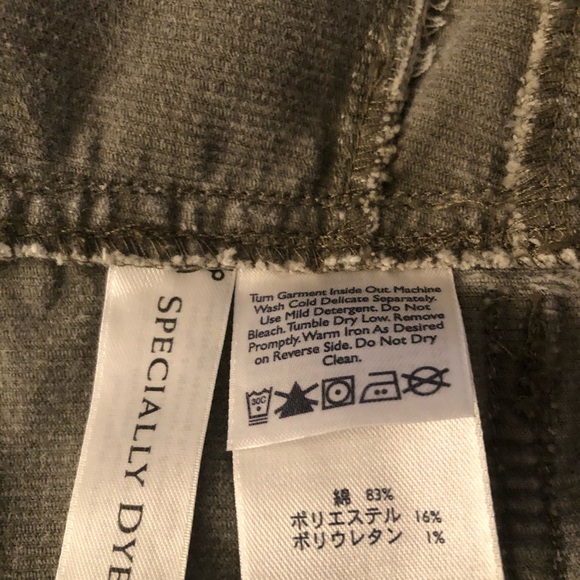 SPECIALLY DYE
Turn Garment Inside Out. Machine
Wash Cold Delicate Separately.
Use Mild Detergent. Do Not
Bleach. Tumble Dry Low. Remove
Promptly. Warm Iron As Desired
on Reverse Side. Do Not Dry
Clean.
30C
綿 83%
ポリエステル 16%
ポリウレタン 1%